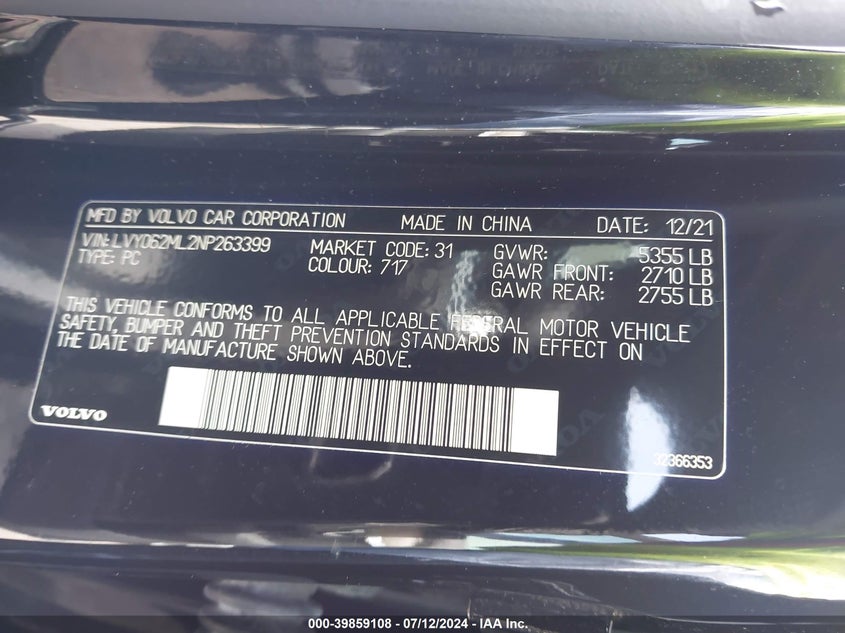 MFD BY VOLVO CAR CORPORATION MADE IN CHINA DATE: 12/21
VIN: LVY062ML2NP263399 MARKET CODE: 31 GVWR: 5355 LB
TYPE: PC COLOUR: 717 GAWR FRONT: 2710 LB
GAWR REAR: 2755 LB
THIS VEHICLE CONFORMS TO ALL APPLICABLE FEDERAL MOTOR VEHICLE
SAFETY, BUMPER AND THEFT PREVENTION STANDARDS IN EFFECT ON
THE DATE OF MANUFACTURE SHOWN ABOVE.
VOLVO
32366353
000-39859108 - 07/12/2024 - IAA Inc.